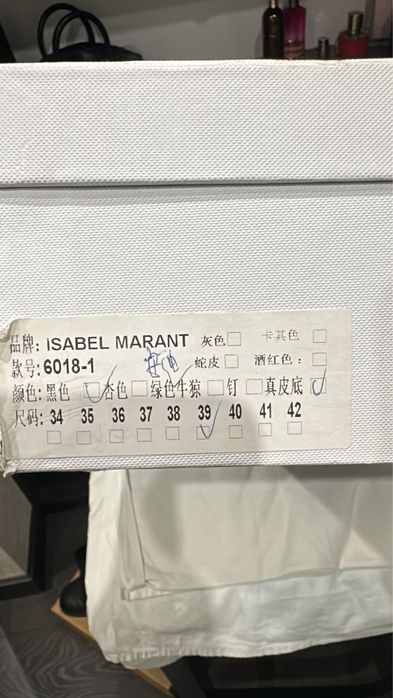 品牌: ISABEL MARANT 灰色 卡其色
款号: 6018-1 蛇皮 酒红色:
颜色: 黑色 杏色 绿色牛猄 钉 真皮底
尺码: 34 35 36 37 38 39 40 41 42